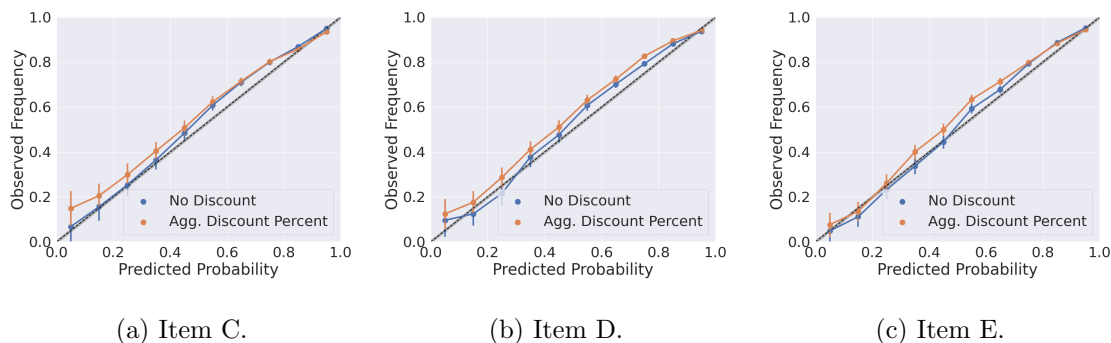 1.0
0.8
0.6
0.4
0.2
0.0
Observed Frequency
No Discount
Agg. Discount Percent
0.0 0.2 0.4 0.6 0.8 1.0
Predicted Probability
(a) Item C.
1.0
0.8
0.6
0.4
0.2
0.0
Observed Frequency
No Discount
Agg. Discount Percent
0.0 0.2 0.4 0.6 0.8 1.0
Predicted Probability
(b) Item D.
1.0
0.8
0.6
0.4
0.2
0.0
Observed Frequency
No Discount
Agg. Discount Percent
0.0 0.2 0.4 0.6 0.8 1.0
Predicted Probability
(c) Item E.